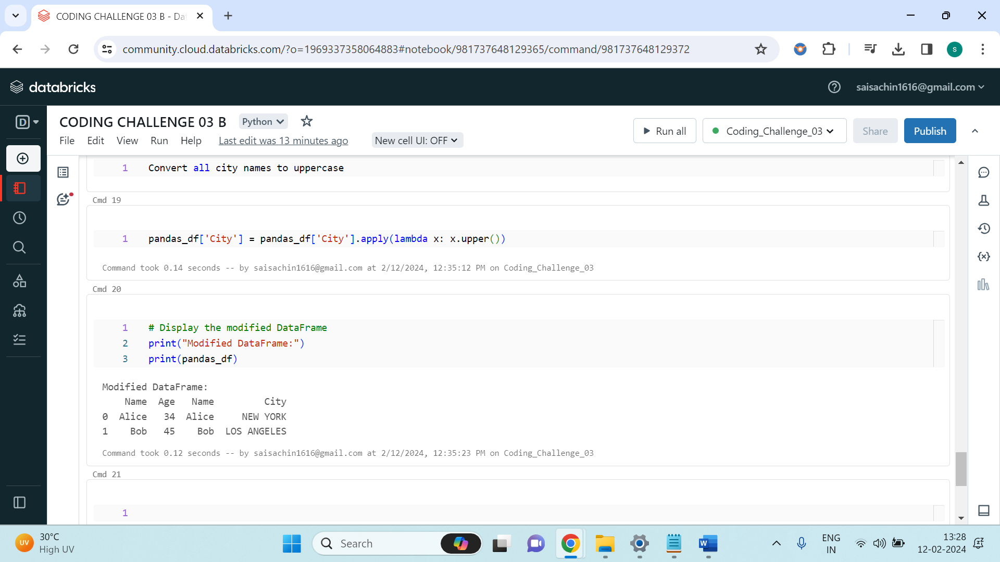 CODING CHALLENGE 03 B - Da
community.cloud.databricks.com/?o=1969337358064883#notebook/981737648129365/command/981737648129372
S
databricks
saisachin1616@gmail.com
D
CODING CHALLENGE 03 B
Python
File
Edit
View
Run
Help
Last edit was 13 minutes ago
New cell UI: OFF
Run all
Coding_Challenge_03
Share
Publish
1 Convert all city names to uppercase
Cmd 19
1 pandas_df['City'] = pandas_df['City'].apply(lambda x: x.upper())
Command took 0.14 seconds -- by saisachin1616@gmail.com at 2/12/2024, 12:35:12 PM on Coding_Challenge_03
Cmd 20
1 # Display the modified DataFrame
2 print("Modified DataFrame:")
3 print(pandas_df)
Modified DataFrame:
Name Age Name City
0 Alice 34 Alice NEW YORK
1 Bob 45 Bob LOS ANGELES
Command took 0.12 seconds -- by saisachin1616@gmail.com at 2/12/2024, 12:35:23 PM on Coding_Challenge_03
Cmd 21
1
UV
30°C
High UV
Search
W
ENG
IN
13:28
12-02-2024